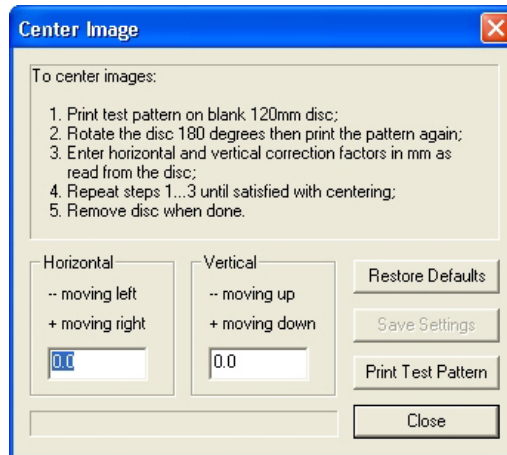 Center Image
To center images:
1. Print test pattern on blank 120mm disc;
2. Rotate the disc 180 degrees then print the pattern again;
3. Enter horizontal and vertical correction factors in mm as
read from the disc;
4. Repeat steps 1...3 until satisfied with centering;
5. Remove disc when done.
Horizontal
-- moving left
+ moving right
0.0
Vertical
-- moving up
+ moving down
0.0
Restore Defaults
Save Settings
Print Test Pattern
Close